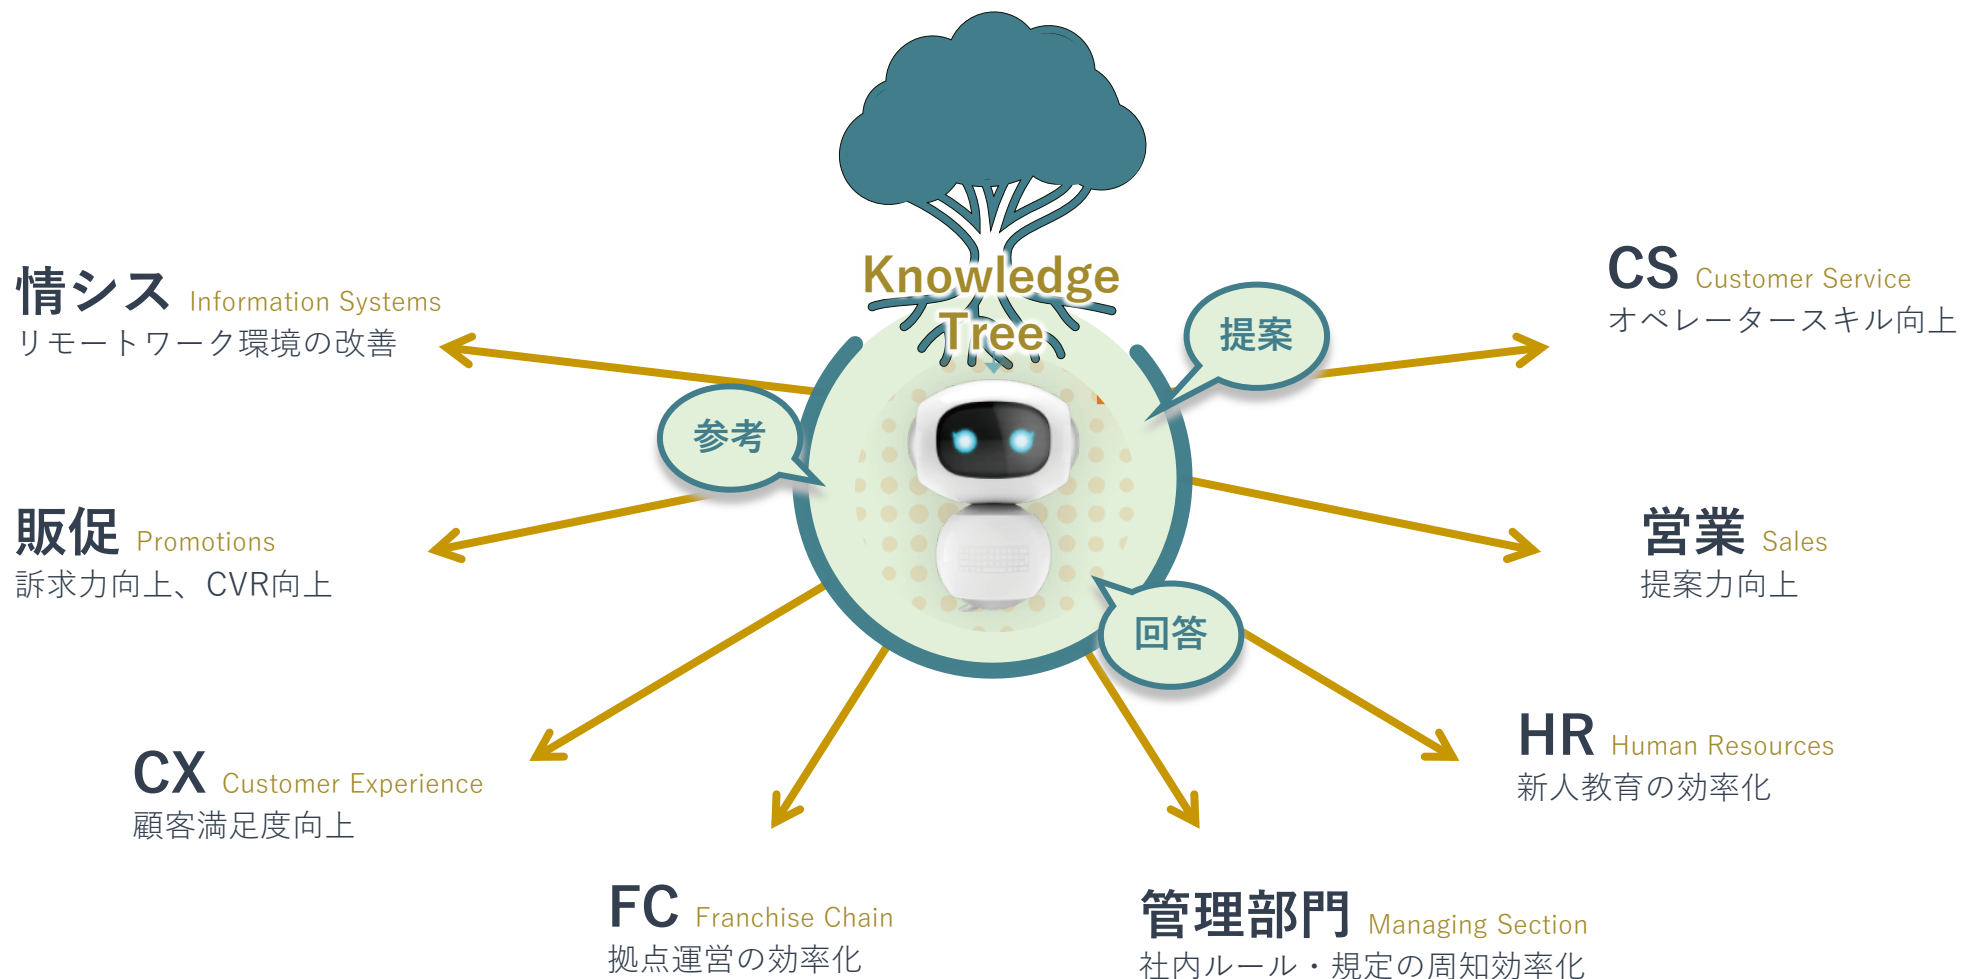 Knowledge
Tree
提案
参考
回答
情シス Information Systems
リモートワーク環境の改善
販促 Promotions
訴求力向上、CVR向上
CX Customer Experience
顧客満足度向上
FC Franchise Chain
拠点運営の効率化
管理部門 Managing Section
社内ルール・規定の周知効率化
HR Human Resources
新人教育の効率化
営業 Sales
提案力向上
CS Customer Service
オペレータースキル向上